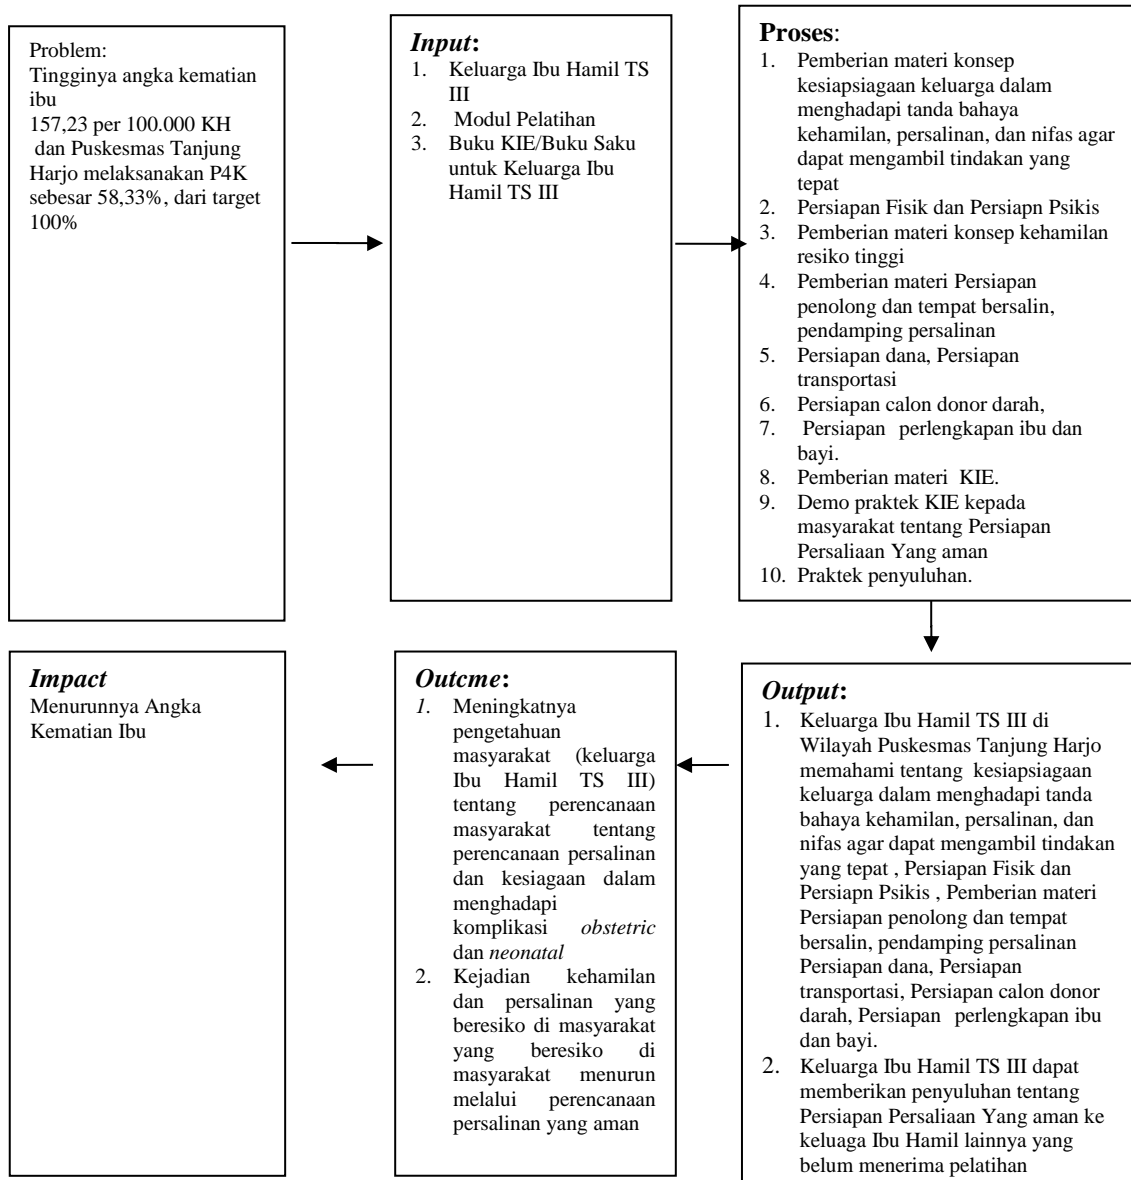 Problem:
Tingginya angka kematian
ibu
157,23 per 100.000 KH
dan Puskesmas Tanjung
Harjo melaksanakan P4K
sebesar 58,33%, dari target
100%
Input:
1. Keluarga Ibu Hamil TS
III
2. Modul Pelatihan
3. Buku KIE/Buku Saku
untuk Keluarga Ibu
Hamil TS III
Proses:
1. Pemberian materi konsep
kesiapsiagaan keluarga dalam
menghadapi tanda bahaya
kehamilan, persalinan, dan nifas agar
dapat mengambil tindakan yang
tepat
2. Persiapan Fisik dan Persiapn Psikis
3. Pemberian materi konsep kehamilan
resiko tinggi
4. Pemberian materi Persiapan
penolong dan tempat bersalin,
pendamping persalinan
5. Persiapan dana, Persiapan
transportasi
6. Persiapan calon donor darah,
7. Persiapan perlengkapan ibu dan
bayi.
8. Pemberian materi KIE.
9. Demo praktek KIE kepada
masyarakat tentang Persiapan
Persaliaan Yang aman
10. Praktek penyuluhan.
Impact
Menurunnya Angka
Kematian Ibu
Outcme:
1. Meningkatnya
pengetahuan
masyarakat (keluarga
Ibu Hamil TS III)
tentang perencanaan
masyarakat tentang
perencanaan persalinan
dan kesiagaan dalam
menghadapi
komplikasi obstetric
dan neonatal
2. Kejadian kehamilan
dan persalinan yang
beresiko di masyarakat
yang beresiko di
masyarakat menurun
melalui perencanaan
persalinan yang aman
Output:
1. Keluarga Ibu Hamil TS III di
Wilayah Puskesmas Tanjung Harjo
memahami tentang kesiapsiagaan
keluarga dalam menghadapi tanda
bahaya kehamilan, persalinan, dan
nifas agar dapat mengambil tindakan
yang tepat , Persiapan Fisik dan
Persiapn Psikis , Pemberian materi
Persiapan penolong dan tempat
bersalin, pendamping persalinan
Persiapan dana, Persiapan
transportasi, Persiapan calon donor
darah, Persiapan perlengkapan ibu
dan bayi.
2. Keluarga Ibu Hamil TS III dapat
memberikan penyuluhan tentang
Persiapan Persaliaan Yang aman ke
keluaga Ibu Hamil lainnya yang
belum menerima pelatihan